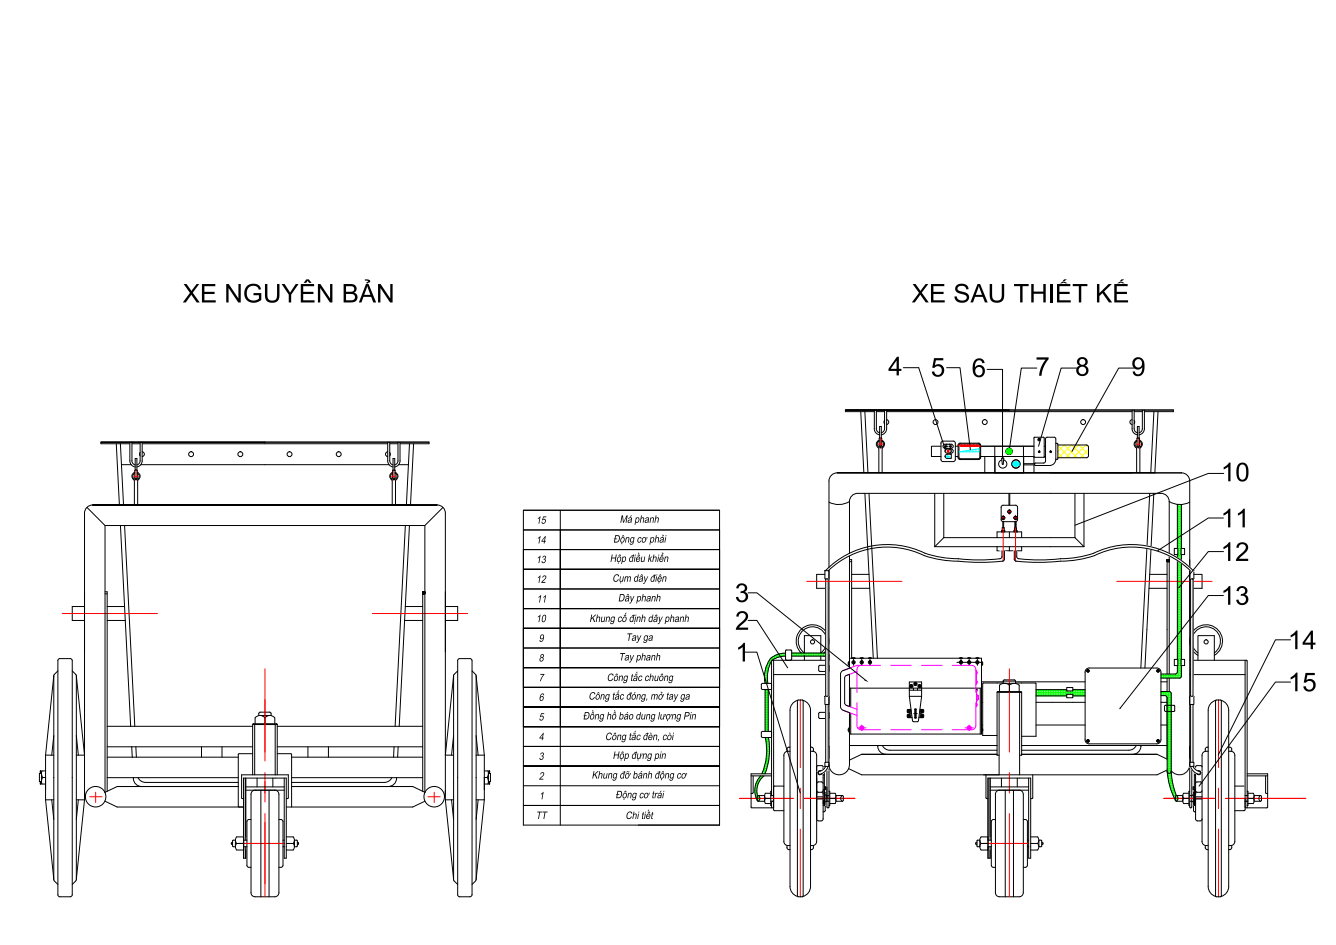 XE NGUYÊN BẢN
XE SAU THIẾT KẾ
4 5 6 7 8 9
10
11
12
13
3
2
1
14
15
15 Má phanh
14 Động cơ phải
13 Hộp điều khiển
12 Cụm dây điện
11 Dây phanh
10 Khung cố định dây phanh
9 Tay ga
8 Tay phanh
7 Công tắc chuông
6 Công tắc đóng, mở tay ga
5 Đồng hồ báo dung lượng Pin
4 Công tắc đèn, còi
3 Hộp đựng pin
2 Khung đỡ bánh động cơ
1 Động cơ trái
TT Chi tiết